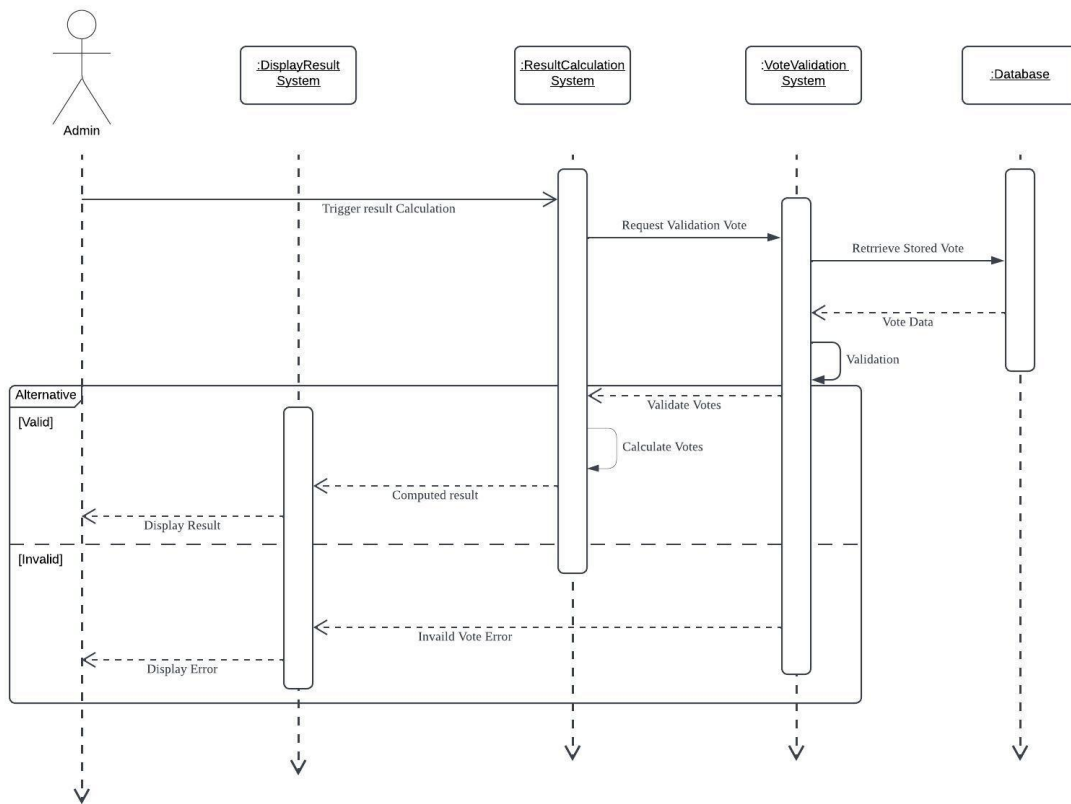 :DisplayResult
System
:ResultCalculation
System
:VoteValidation
System
:Database
Admin
Trigger result Calculation
Request Validation Vote
Retrrieve Stored Vote
Vote Data
Validation
Alternative
[Valid]
Validate Votes
Calculate Votes
Computed result
Display Result
[Invalid]
Invaild Vote Error
Display Error